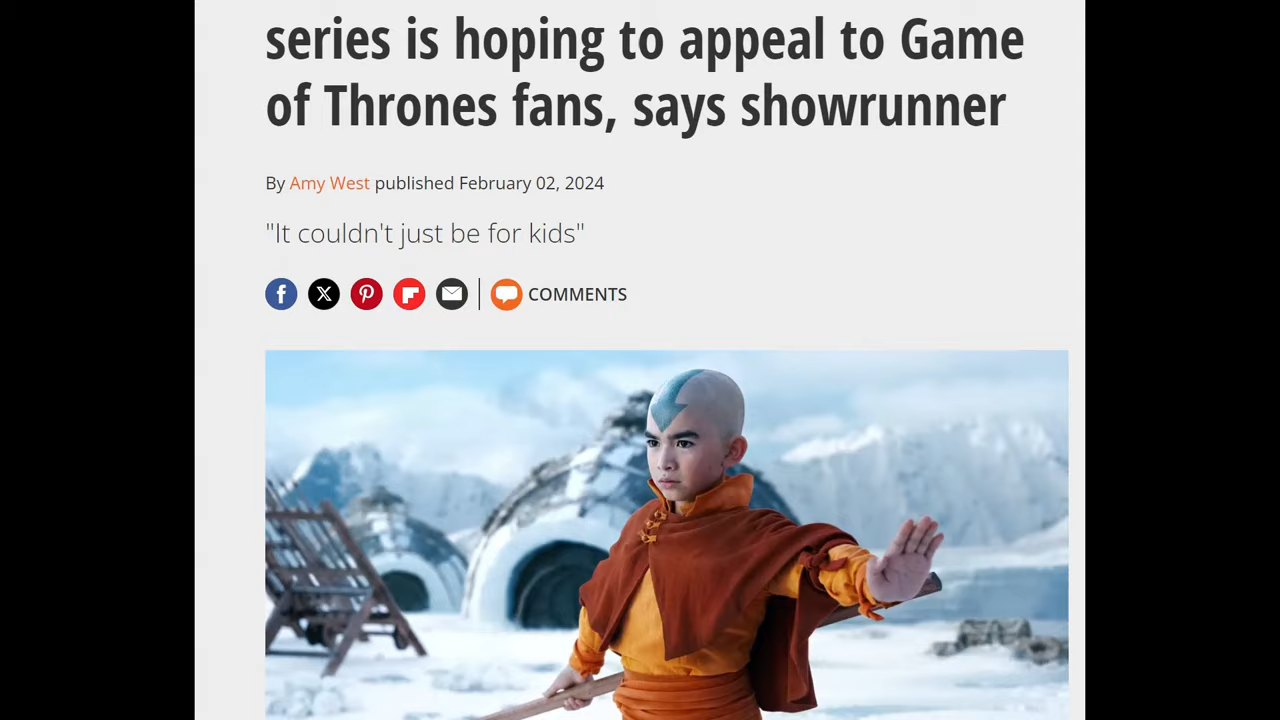 series is hoping to appeal to Game
of Thrones fans, says showrunner
By Amy West published February 02, 2024
"It couldn't just be for kids"
COMMENTS